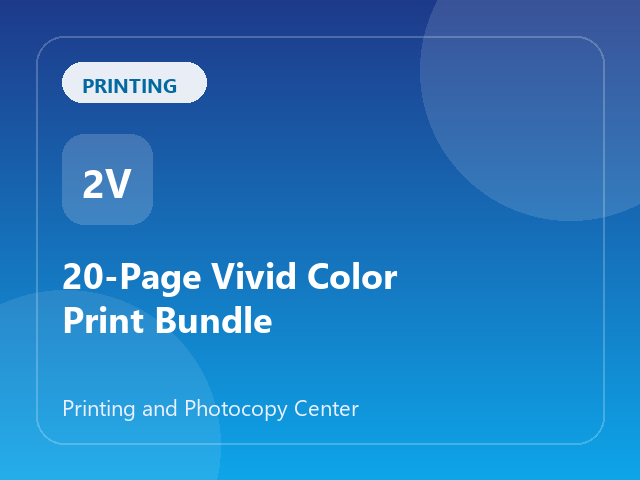 PRINTING
2V
20-Page Vivid Color
Print Bundle
Printing and Photocopy Center